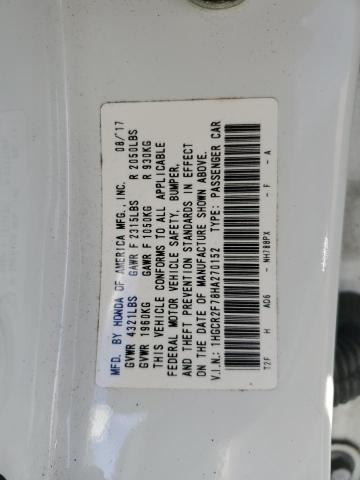 MFD. BY HONDA OF AMERICA MFG., INC. 08/17
GVWR 4321LBS GAWR F 2315LBS R 2050LBS
GVWR 1960KG GAWR F 1050KG R 930KG
THIS VEHICLE CONFORMS TO ALL APPLICABLE
FEDERAL MOTOR VEHICLE SAFETY, BUMPER,
AND THEFT PREVENTION STANDARDS IN EFFECT
ON THE DATE OF MANUFACTURE SHOWN ABOVE.
V.I.N.: 1HGCR2F78HA270152 TYPE: PASSENGER CAR
T2F H AD6 - NH788PX - F - A